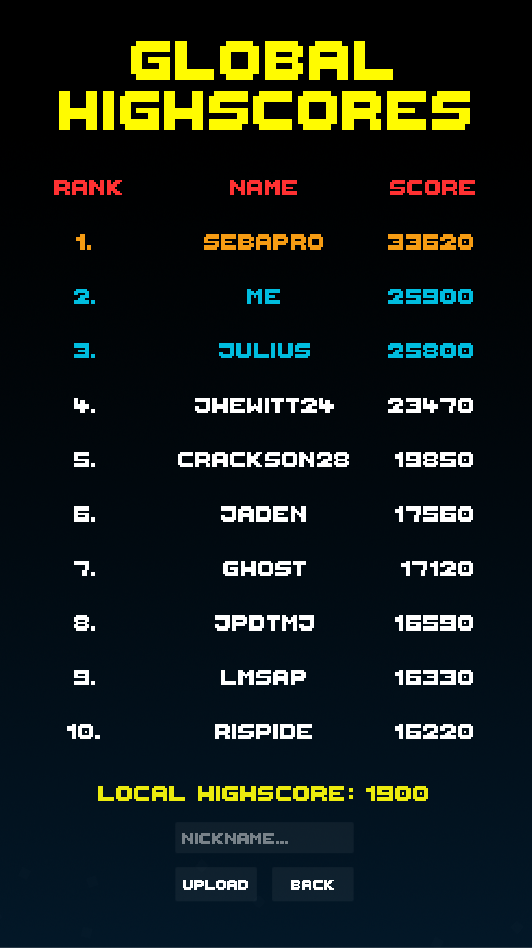 GLOBAL
HIGHSCORES
RANK NAME SCORE
1. SEBAPRO 33620
2. ME 25900
3. JULIUS 25800
4. JHEWITT24 23470
5. CRACKSON28 19850
6. JADEN 17560
7. GHOST 17120
8. JPDTMJ 16590
9. LMSAP 16330
10. RISPIDE 16220
LOCAL HIGHSCORE: 1900
NICKNAME...
UPLOAD BACK